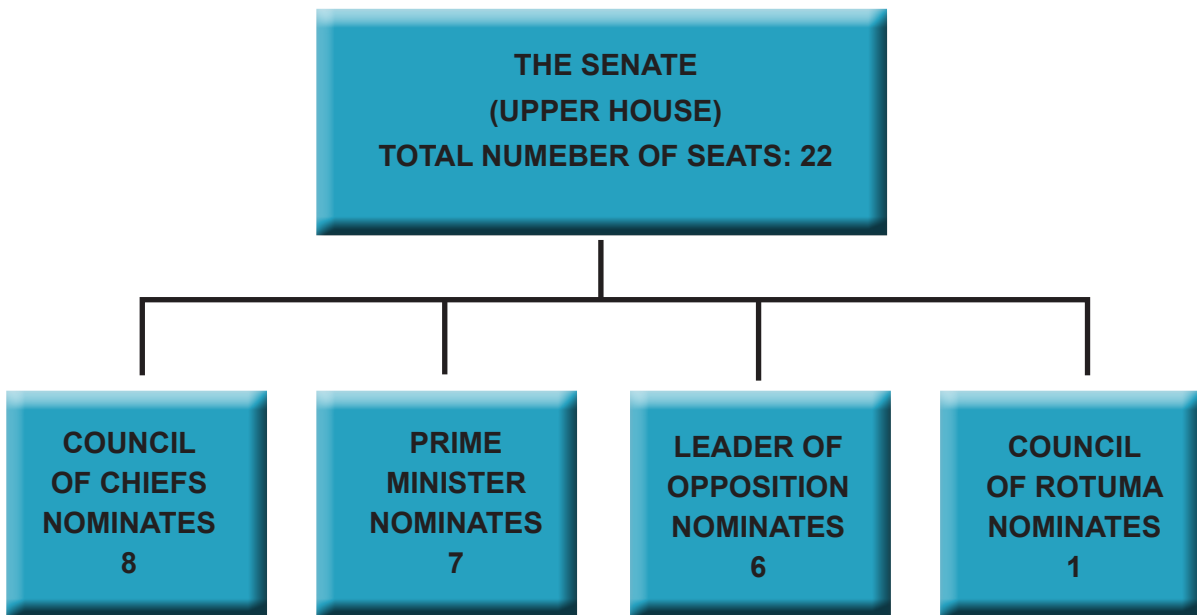 THE SENATE
(UPPER HOUSE)
TOTAL NUMEBER OF SEATS: 22
COUNCIL
OF CHIEFS
NOMINATES
8
PRIME
MINISTER
NOMINATES
7
LEADER OF
OPPOSITION
NOMINATES
6
COUNCIL
OF ROTUMA
NOMINATES
1